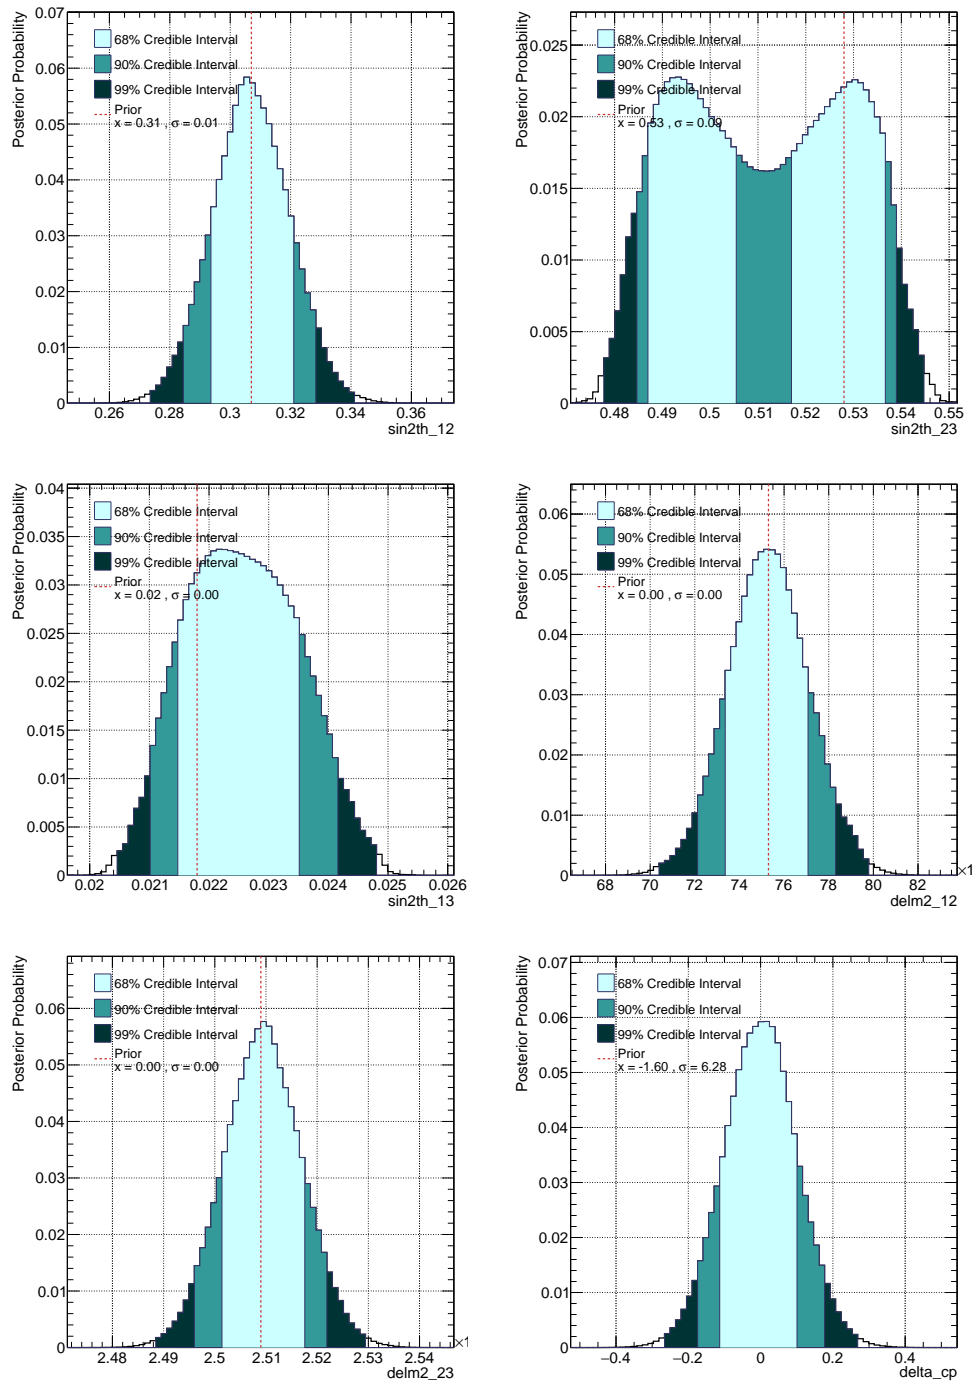 Posterior Probability
0.07
0.06
0.05
0.04
0.03
0.02
0.01
0
68% Credible Interval
90% Credible Interval
99% Credible Interval
Prior
x = 0.31 , σ = 0.01
0.26 0.28 0.3 0.32 0.34 0.36
sin2th_12
Posterior Probability
0.025
0.02
0.015
0.01
0.005
0
68% Credible Interval
90% Credible Interval
99% Credible Interval
Prior
x = 0.53 , σ = 0.09
0.48 0.49 0.5 0.51 0.52 0.53 0.54 0.55
sin2th_23
Posterior Probability
0.04
0.035
0.03
0.025
0.02
0.015
0.01
0.005
0
68% Credible Interval
90% Credible Interval
99% Credible Interval
Prior
x = 0.02 , σ = 0.00
0.02 0.021 0.022 0.023 0.024 0.025 0.026
sin2th_13
Posterior Probability
0.06
0.05
0.04
0.03
0.02
0.01
0
68% Credible Interval
90% Credible Interval
99% Credible Interval
Prior
x = 0.00 , σ = 0.00
68 70 72 74 76 78 80 82
×1
delm2_12
Posterior Probability
0.06
0.05
0.04
0.03
0.02
0.01
0
68% Credible Interval
90% Credible Interval
99% Credible Interval
Prior
x = 0.00 , σ = 0.00
2.48 2.49 2.5 2.51 2.52 2.53 2.54
×1
delm2_23
Posterior Probability
0.07
0.06
0.05
0.04
0.03
0.02
0.01
0
68% Credible Interval
90% Credible Interval
99% Credible Interval
Prior
x = -1.60 , σ = 6.28
−0.4 −0.2 0 0.2 0.4
delta_cp